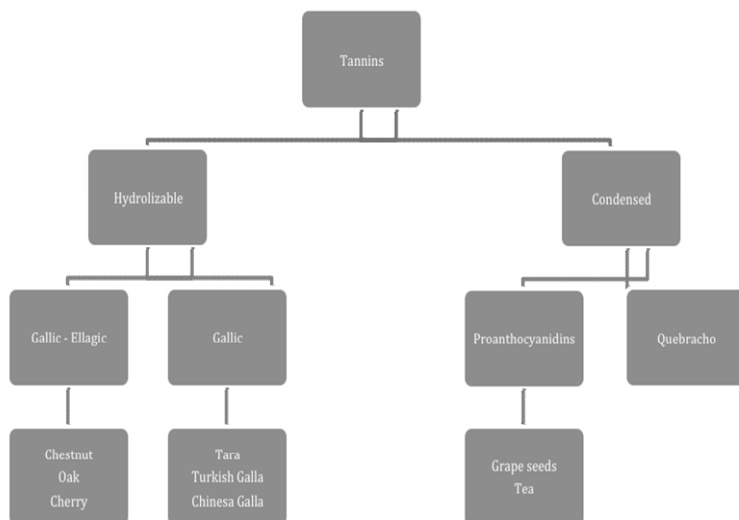 Tannins
Hydrolizable
Condensed
Gallic - Ellagic
Gallic
Proanthocyanidins
Quebracho
Chestnut
Oak
Cherry
Tara
Turkish Galla
Chinesa Galla
Grape seeds
Tea